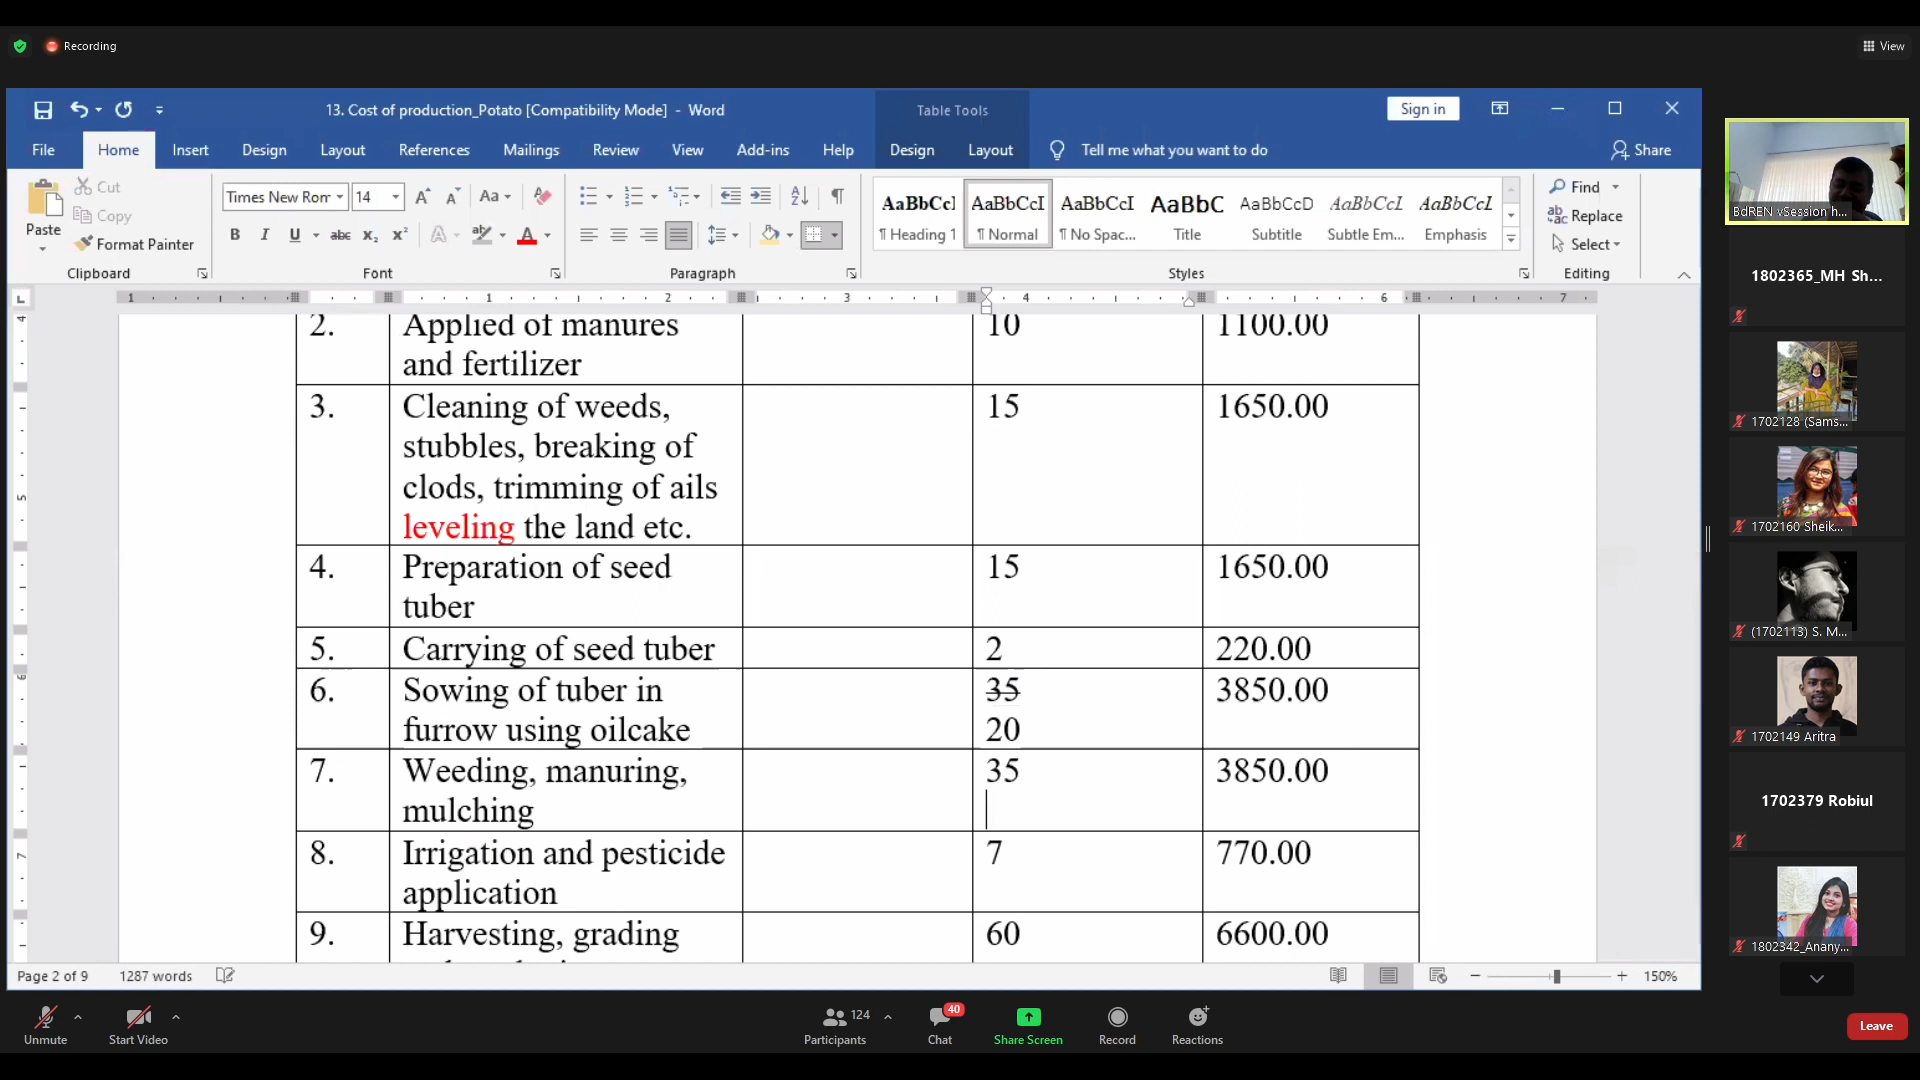 Recording
View
13. Cost of production_Potato [Compatibility Mode] - Word
Table Tools
Sign in
File Home Insert Design Layout References Mailings Review View Add-ins Help Design Layout Tell me what you want to do Share
Paste
Cut
Copy
Format Painter
Clipboard
Times New Ror 14
Font
Paragraph
AaBbCcI AaBbCcI AaBbCcI AaBbC AaBbCcD AaBbCcI AaBbCcI
¶ Heading 1 ¶ Normal ¶ No Spac... Title Subtitle Subtle Em... Emphasis
Styles
Find
Replace
Select
Editing
1 1 2 3 4 6 7
2. Applied of manures 10 1100.00
and fertilizer
3. Cleaning of weeds, 15 1650.00
stubbles, breaking of
clods, trimming of ails
leveling the land etc.
4. Preparation of seed 15 1650.00
tuber
5. Carrying of seed tuber 2 220.00
6. Sowing of tuber in 35 3850.00
furrow using oilcake 20
7. Weeding, manuring, 35 3850.00
mulching
8. Irrigation and pesticide 7 770.00
application
9. Harvesting, grading 60 6600.00
Page 2 of 9 1287 words 150%
BdREN vSession h...
1802365_MH Sh...
1702128 (Sams...
1702160 Sheik...
(1702113) S. M...
1702149 Aritra
1702379 Robiul
1802342_Anany...
Unmute
Start Video
Participants 124
Chat 40
Share Screen
Record
Reactions
Leave